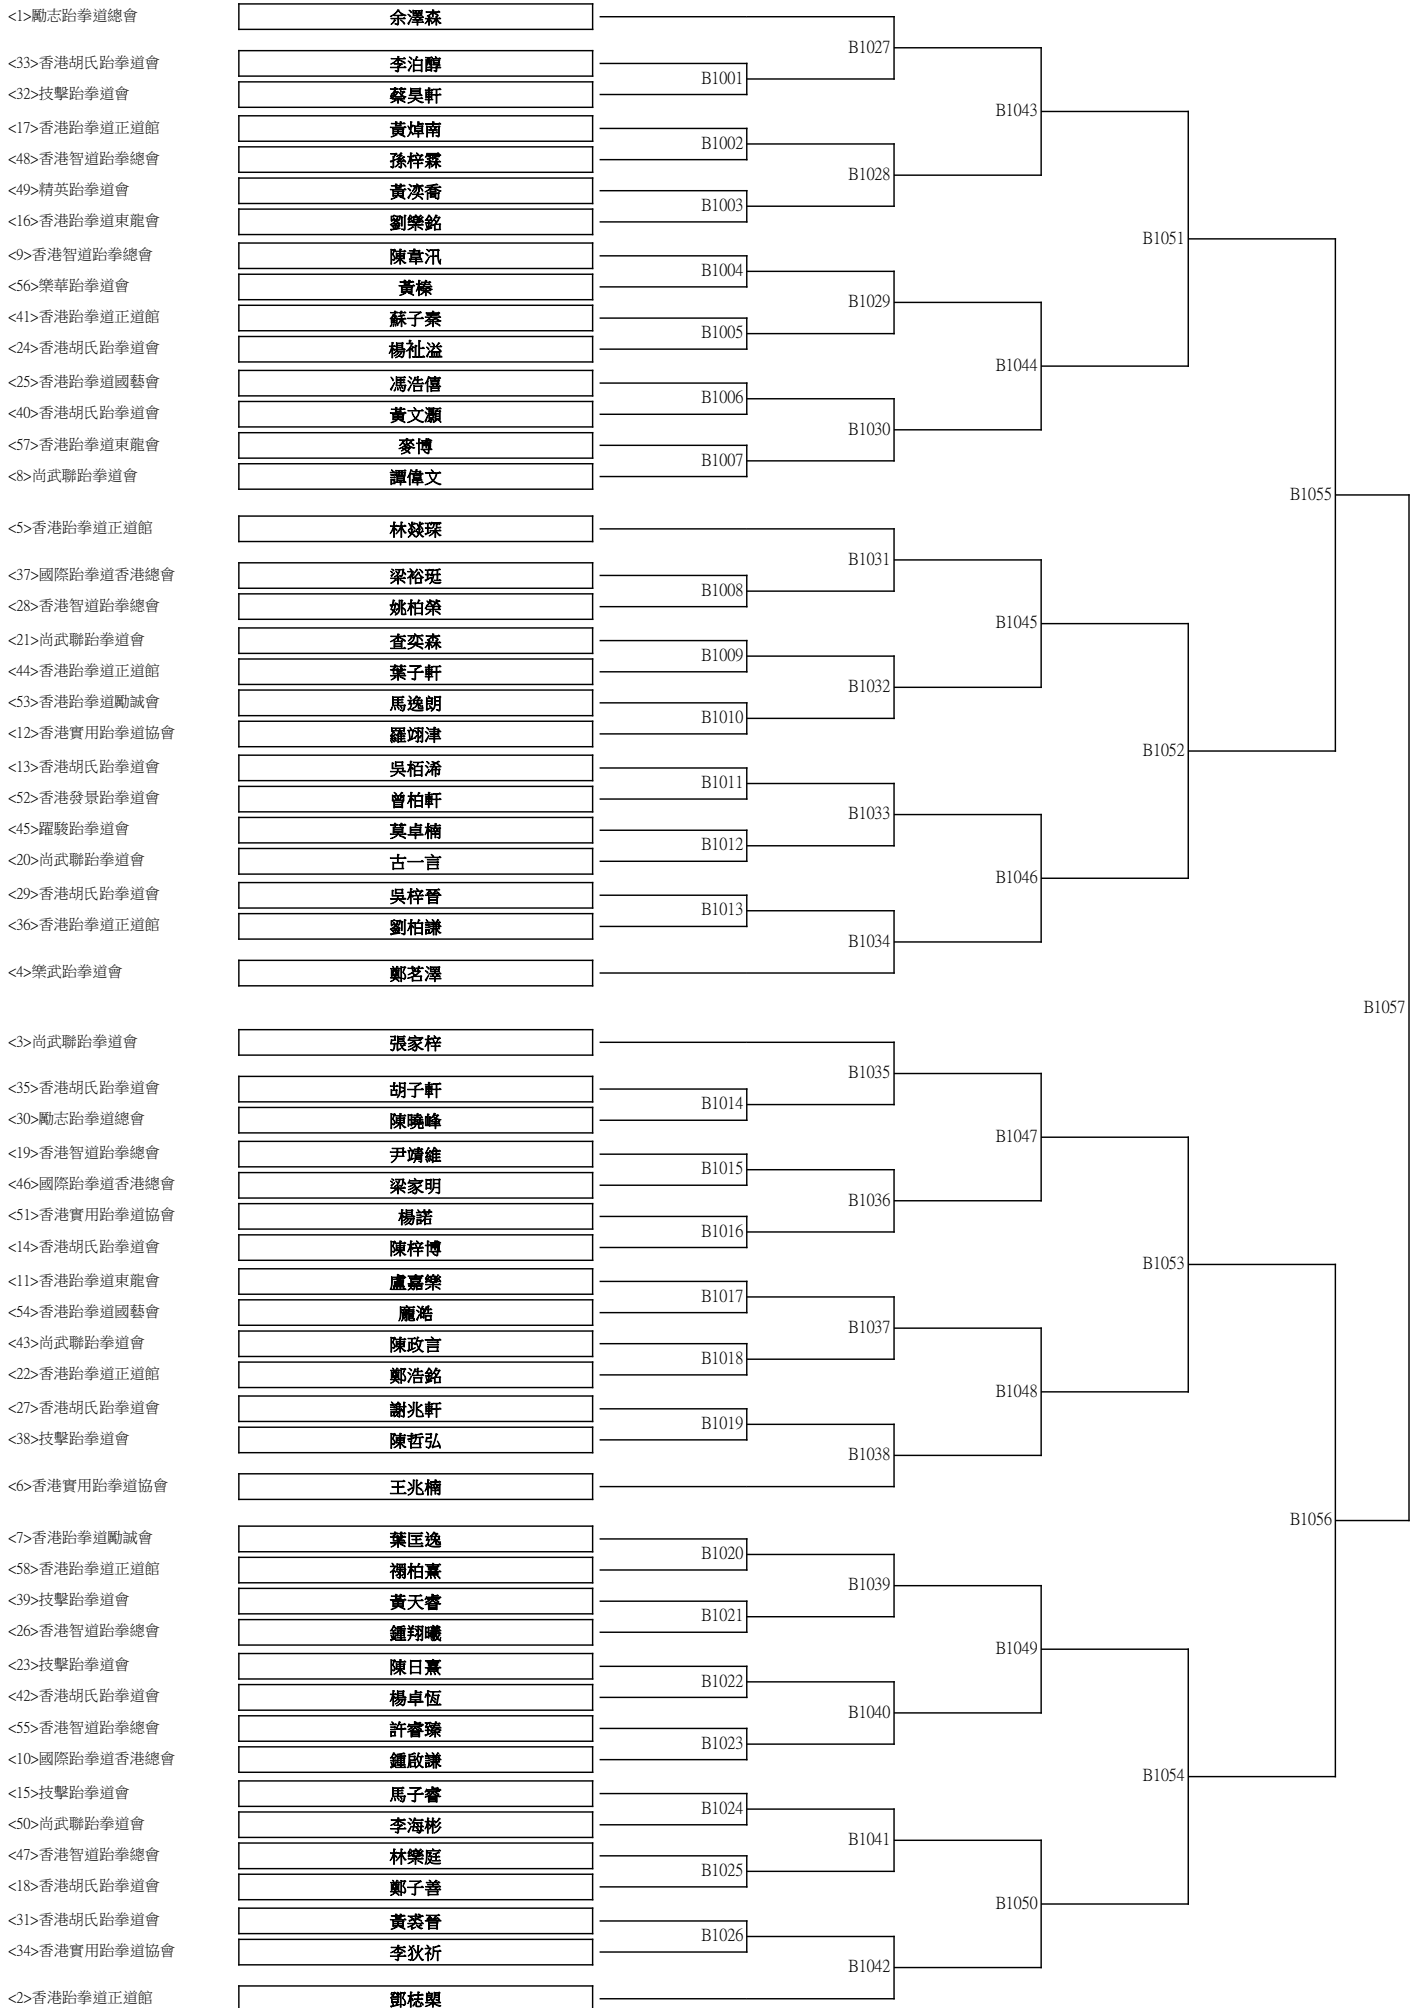 <1>勵志跆拳道總會 余澤森
B1027
<33>香港胡氏跆拳道會 李泊醇
B1001
<32>技擊跆拳道會 蔡昊軒
B1043
<17>香港跆拳道正道館 黃焯南
B1002
<48>香港智道跆拳總會 孫梓霖
B1028
<49>精英跆拳道會 黃湙喬
B1003
<16>香港跆拳道東龍會 劉樂銘
B1051
<9>香港智道跆拳總會 陳韋汛
B1004
<56>樂華跆拳道會 黃榛
B1029
<41>香港跆拳道正道館 蘇子秦
B1005
<24>香港胡氏跆拳道會 楊祉溢
B1044
<25>香港跆拳道國藝會 馮浩僖
B1006
<40>香港胡氏跆拳道會 黃文灝
B1030
<57>香港跆拳道東龍會 麥博
B1007
<8>尚武聯跆拳道會 譚偉文
B1055
<5>香港跆拳道正道館 林燚琛
B1031
<37>國際跆拳道香港總會 梁裕珽
B1008
<28>香港智道跆拳總會 姚柏榮
B1045
<21>尚武聯跆拳道會 查奕森
B1009
<44>香港跆拳道正道館 葉子軒
B1032
<53>香港跆拳道勵誠會 馬逸朗
B1010
<12>香港實用跆拳道協會 羅翊津
B1052
<13>香港胡氏跆拳道會 吳栢浠
B1011
<52>香港發景跆拳道會 曾柏軒
B1033
<45>躍駿跆拳道會 莫卓楠
B1012
<20>尚武聯跆拳道會 古一言
B1046
<29>香港胡氏跆拳道會 吳梓晉
B1013
<36>香港跆拳道正道館 劉柏謙
B1034
<4>樂武跆拳道會 鄭茗澤
B1057
<3>尚武聯跆拳道會 張家梓
B1035
<35>香港胡氏跆拳道會 胡子軒
B1014
<30>勵志跆拳道總會 陳曉峰
B1047
<19>香港智道跆拳總會 尹靖維
B1015
<46>國際跆拳道香港總會 梁家明
B1036
<51>香港實用跆拳道協會 楊諾
B1016
<14>香港胡氏跆拳道會 陳梓博
B1053
<11>香港跆拳道東龍會 盧嘉樂
B1017
<54>香港跆拳道國藝會 龐澔
B1037
<43>尚武聯跆拳道會 陳政言
B1018
<22>香港跆拳道正道館 鄭浩銘
B1048
<27>香港胡氏跆拳道會 謝兆軒
B1019
<38>技擊跆拳道會 陳哲弘
B1038
<6>香港實用跆拳道協會 王兆楠
B1056
<7>香港跆拳道勵誠會 葉匡逸
B1020
<58>香港跆拳道正道館 禤柏熹
B1039
<39>技擊跆拳道會 黃天睿
B1021
<26>香港智道跆拳總會 鍾翔曦
B1049
<23>技擊跆拳道會 陳日熹
B1022
<42>香港胡氏跆拳道會 楊卓恆
B1040
<55>香港智道跆拳總會 許睿臻
B1023
<10>國際跆拳道香港總會 鍾啟謙
B1054
<15>技擊跆拳道會 馬子睿
B1024
<50>尚武聯跆拳道會 李海彬
B1041
<47>香港智道跆拳總會 林樂庭
B1025
<18>香港胡氏跆拳道會 鄭子善
B1050
<31>香港胡氏跆拳道會 黃裘晉
B1026
<34>香港實用跆拳道協會 李狄祈
B1042
<2>香港跆拳道正道館